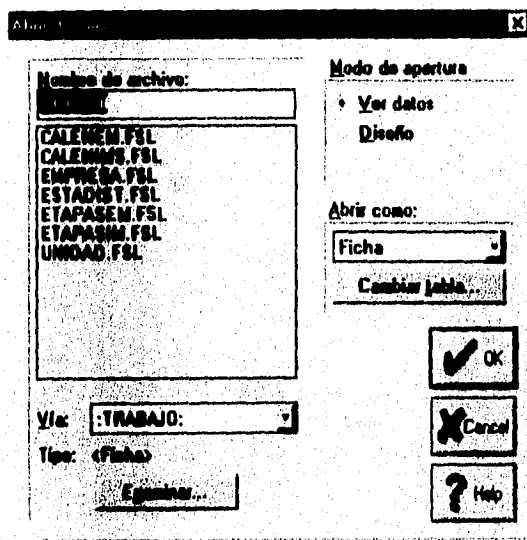 Abrir
Nombre de archivo:
CALENEM.FSL
CALENIMS.FSL
EMPRESA.FSL
ESTADIST.FSL
ETAPASEM.FSL
ETAPASIM.FSL
UNIDAD.FSL
Vía: :TRABAJO:
Tipo: <Ficha>
Examinar...
Modo de apertura
Ver datos
Diseño
Abrir como:
Ficha
Cambiar tabla...
OK
Cancel
Help